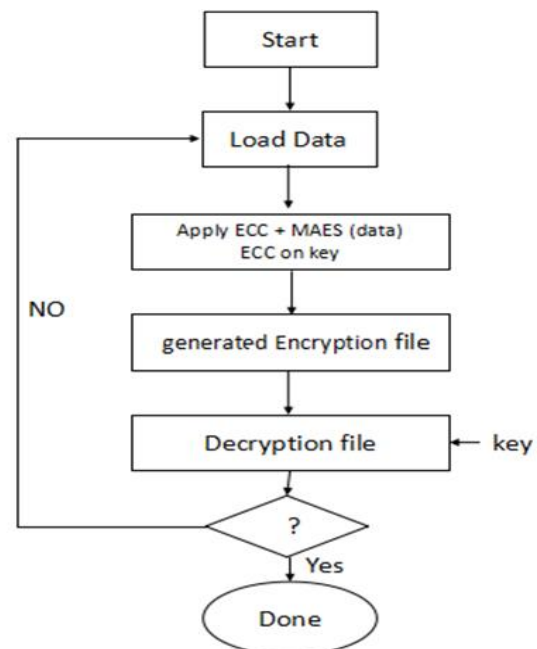 Start
Load Data
Apply ECC + MAES (data)
ECC on key
NO
generated Encryption file
Decryption file
key
?
Yes
Done